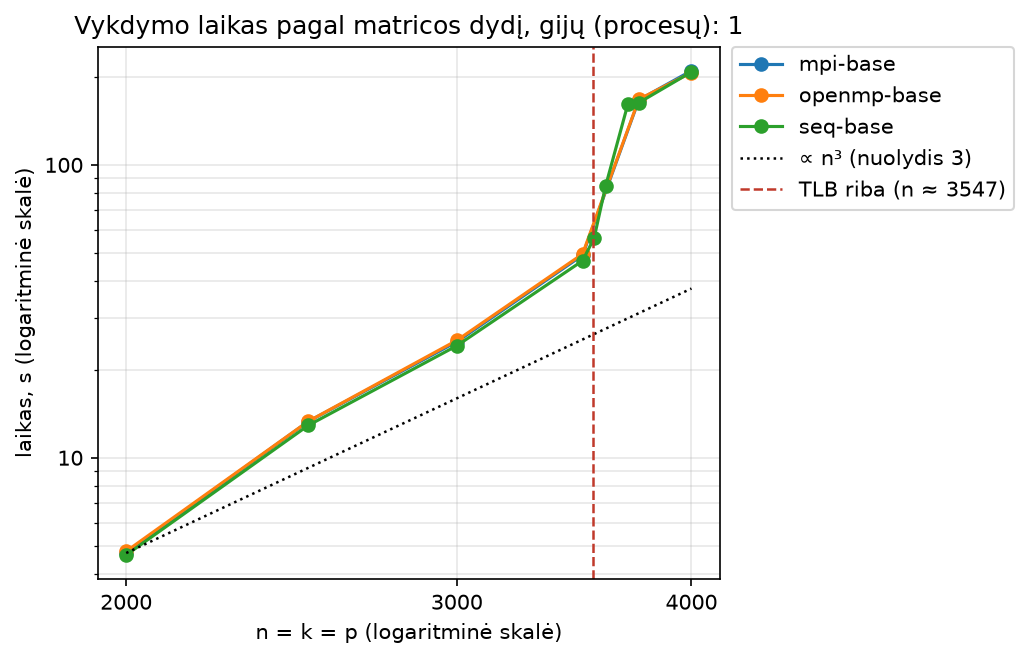 Vykdymo laikas pagal matricos dydį, gijų (procesų): 1
mpi-base
openmp-base
seq-base
∝ n³ (nuolydis 3)
TLB riba (n ≈ 3547)
laikas, s (logaritminė skalė)
100
10
2000
3000
4000
n = k = p (logaritminė skalė)